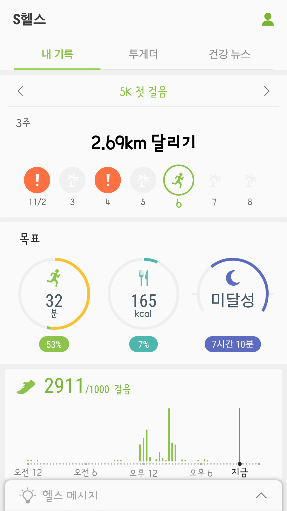 S헬스
내 기록 투게더 건강 뉴스
5K 첫 걸음
3주
2.69km 달리기
11/2 3 4 5 6 7 8
목표
32 165 미달성
분 kcal
53% 7% 7시간 10분
2911/1000 걸음
오전 12 오전 6 오후 12 오후 6 지금
헬스 메시지